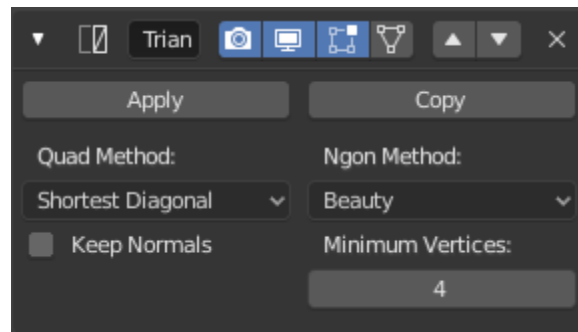 Trian
Apply Copy
Quad Method: Ngon Method:
Shortest Diagonal Beauty
Keep Normals Minimum Vertices:
4